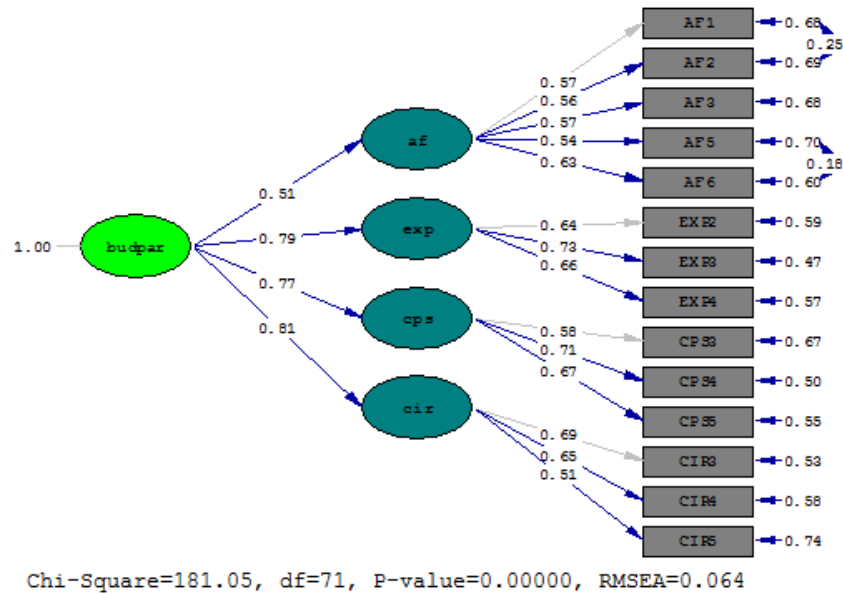 AF1 0.68
0.25
AF2 0.69
0.57
0.56
AF3 0.68
0.57
af
0.54
AF5 0.70
0.18
0.63
AF6 0.60
0.51
EXP2 0.59
0.64
exp
0.79
0.73
1.00 budpar
EXP3 0.47
0.66
0.77
EXP4 0.57
cps
0.58
0.81
CPS3 0.67
0.71
0.67
CPS4 0.50
cir
CPS5 0.55
0.69
0.65
CIR3 0.53
0.51
CIR4 0.58
CIR5 0.74
Chi-Square=181.05, df=71, P-value=0.00000, RMSEA=0.064